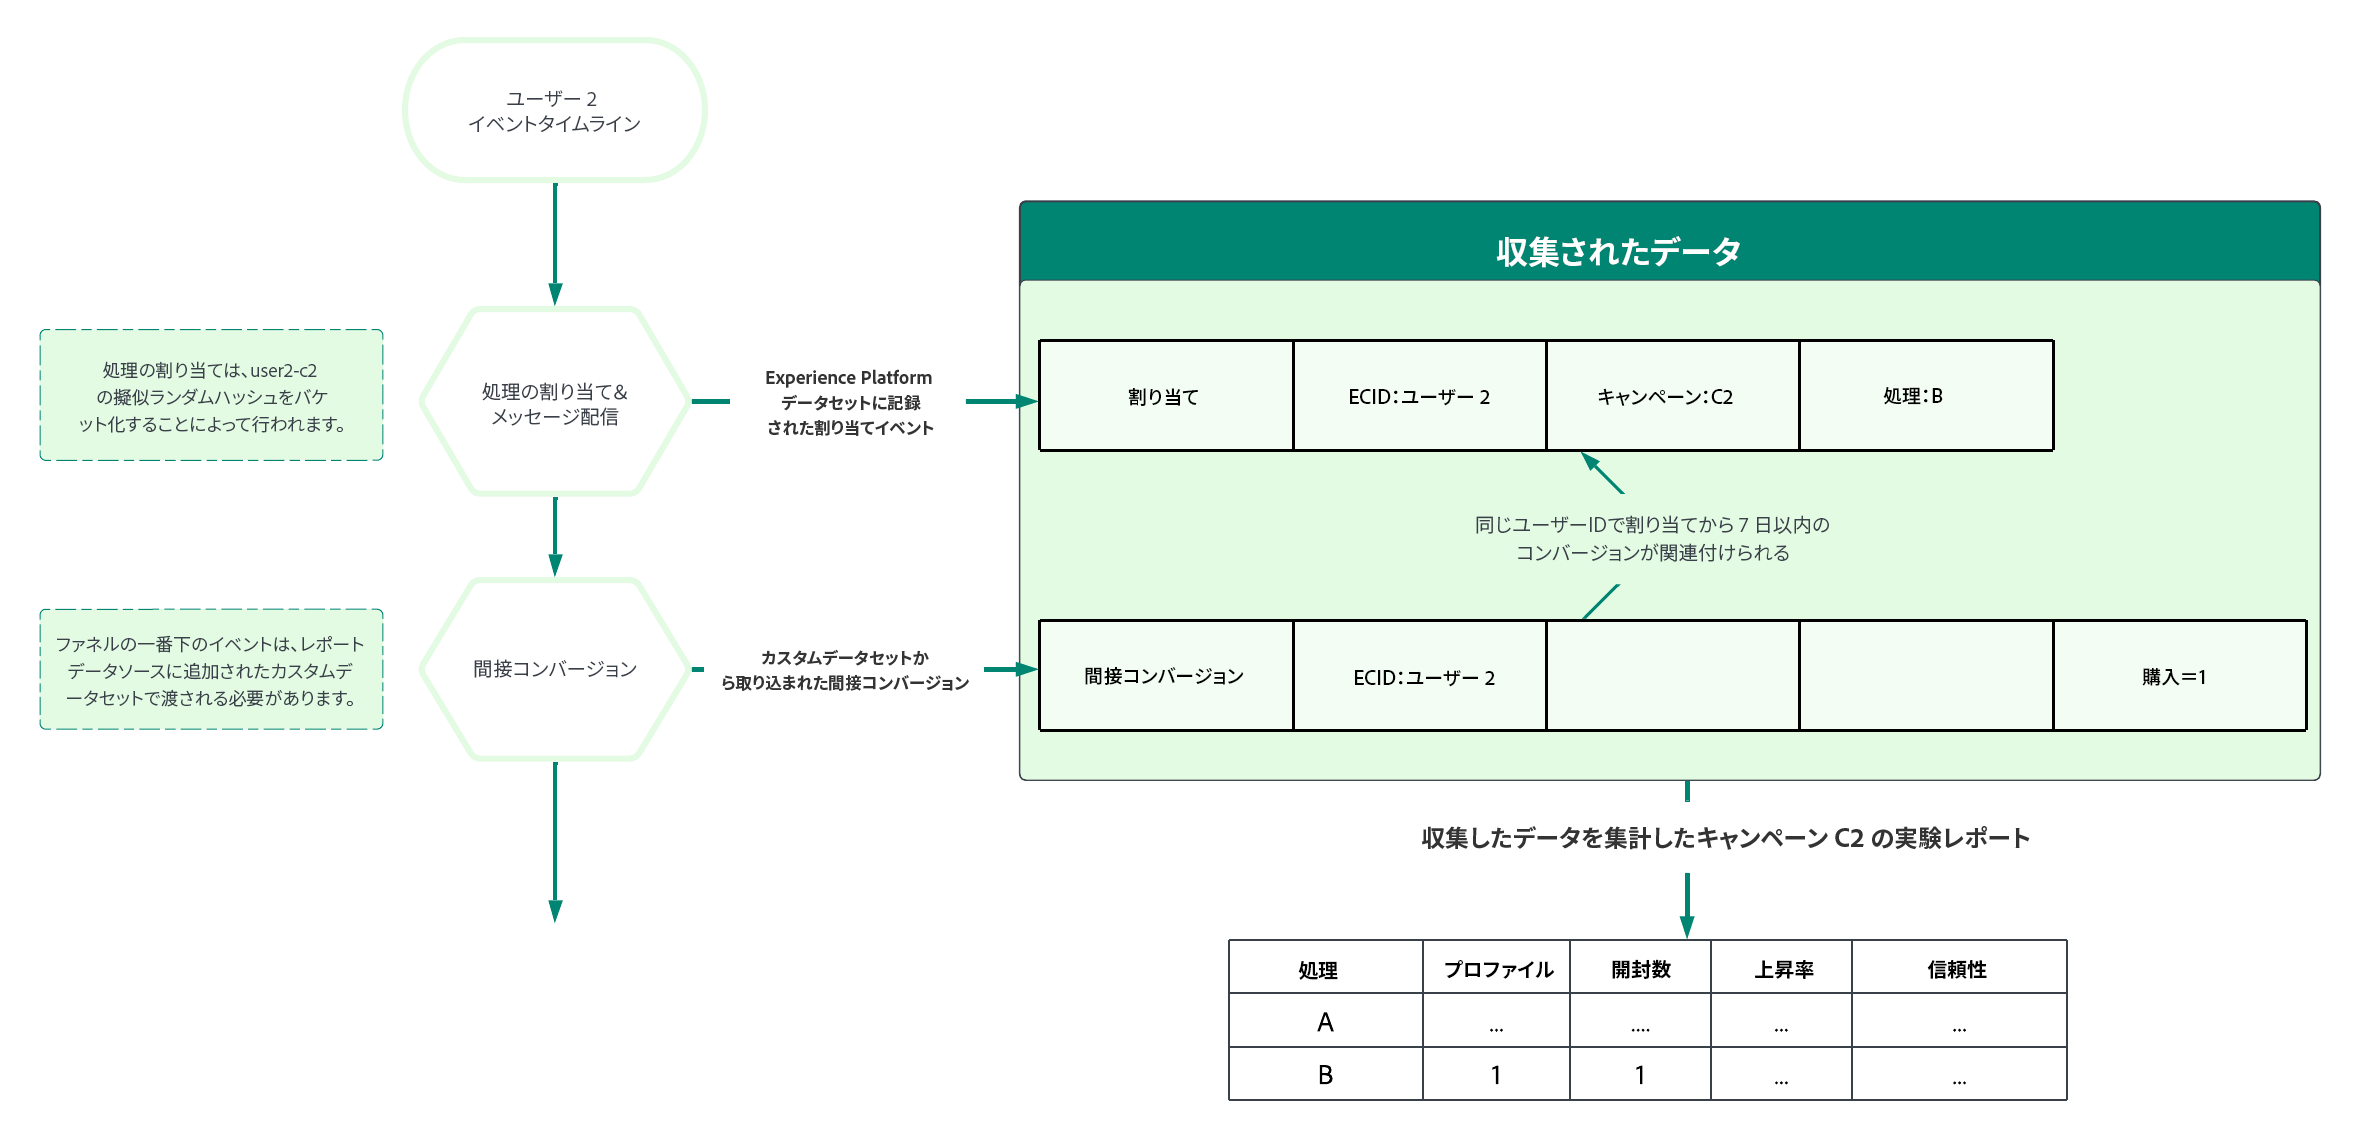 ユーザー 2
イベントタイムライン
収集されたデータ
処理の割り当ては、user2-c2
の擬似ランダムハッシュをバケ
ット化することによって行われます。
処理の割り当て&
メッセージ配信
Experience Platform
データセットに記録
された割り当てイベント
割り当て
ECID：ユーザー 2
キャンペーン：C2
処理：B
同じユーザーIDで割り当てから 7 日以内の
コンバージョンが関連付けられる
ファネルの一番下のイベントは、レポート
データソースに追加されたカスタムデ
ータセットで渡される必要があります。
間接コンバージョン
カスタムデータセットか
ら取り込まれた間接コンバージョン
間接コンバージョン
ECID：ユーザー 2
購入＝1
収集したデータを集計したキャンペーン C2 の実験レポート
処理 プロファイル 開封数 上昇率 信頼性
A ... .... ... ...
B 1 1 ... ...